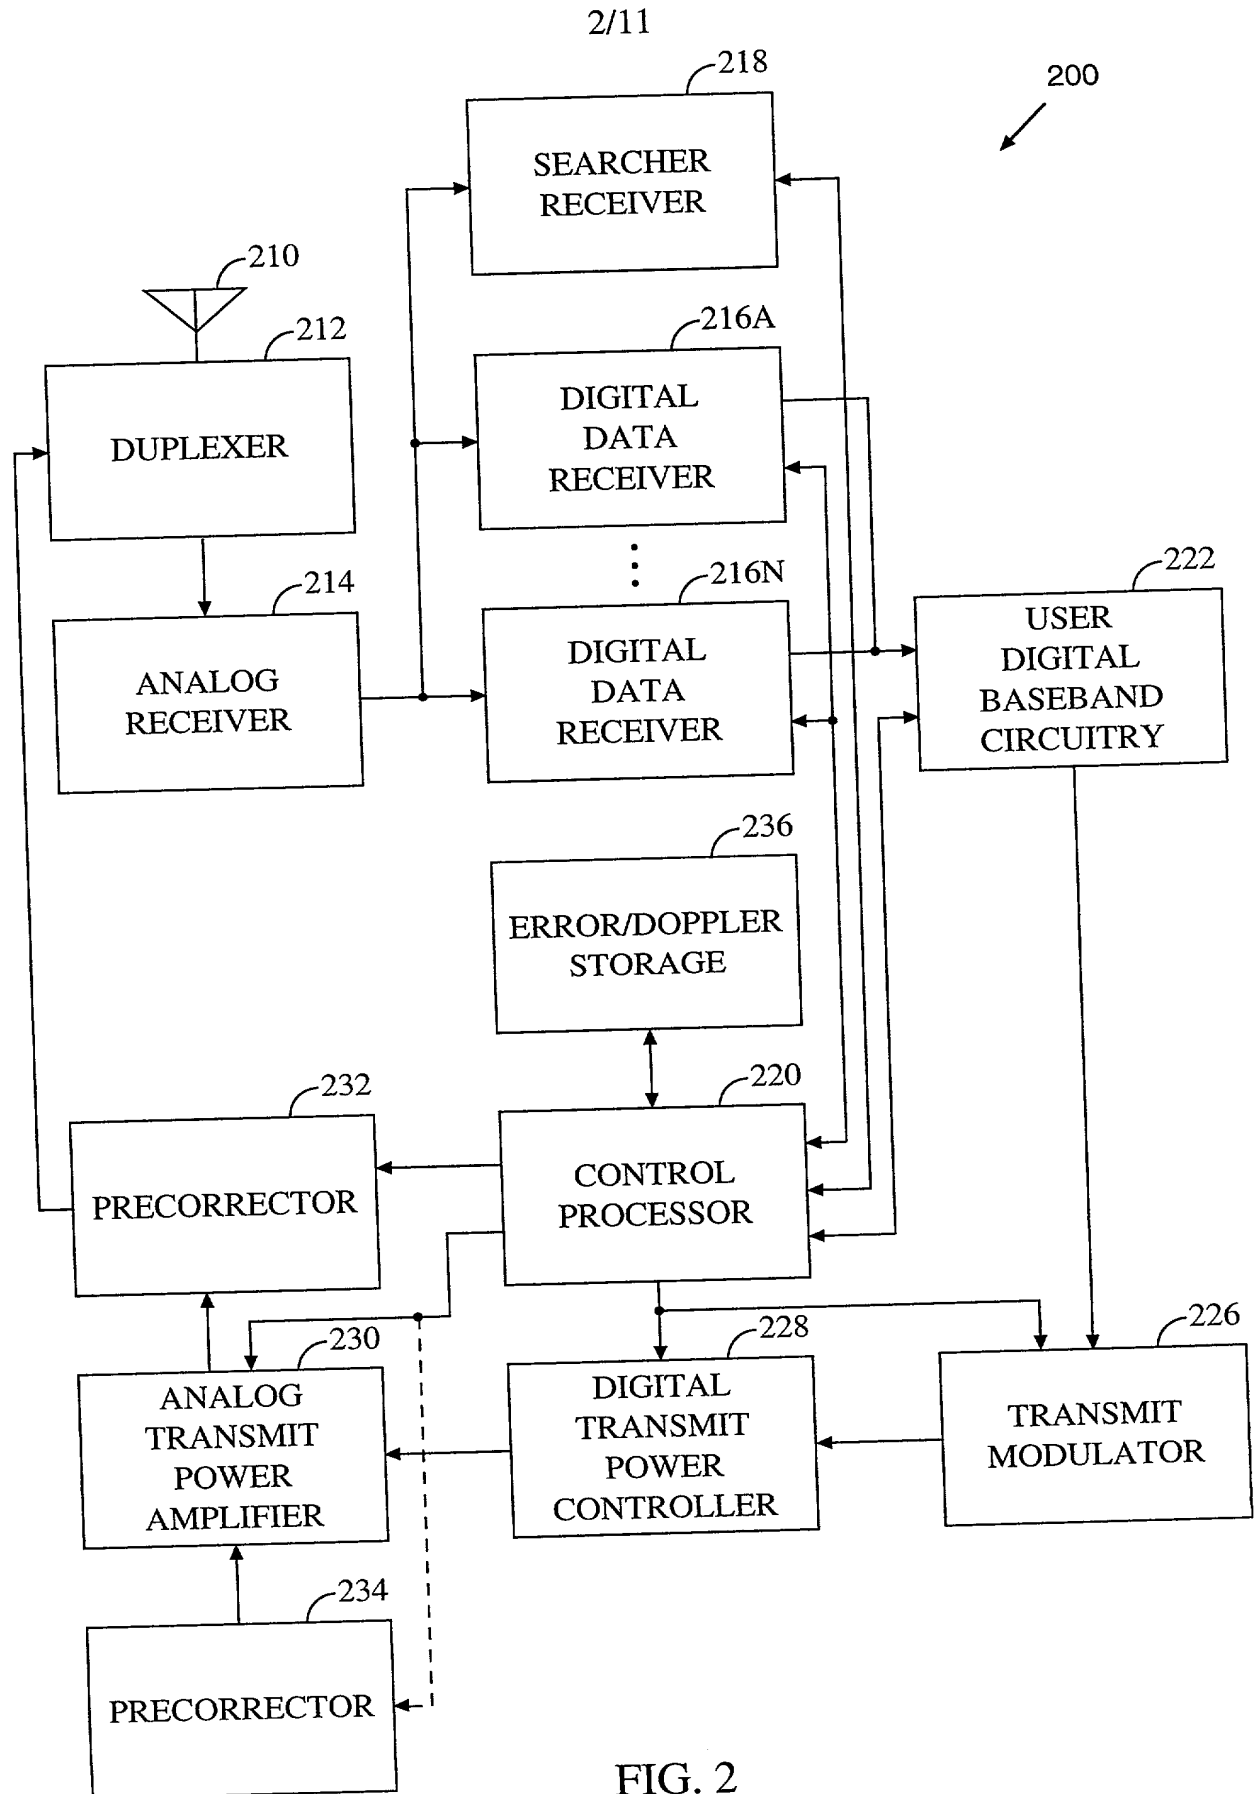 2/11
218
200
SEARCHER
RECEIVER
210
212
216A
DUPLEXER
DIGITAL
DATA
RECEIVER
214
216N
222
ANALOG
RECEIVER
DIGITAL
DATA
RECEIVER
USER
DIGITAL
BASEBAND
CIRCUITRY
236
ERROR/DOPPLER
STORAGE
232
220
PRECORRECTOR
CONTROL
PROCESSOR
230
228
226
ANALOG
TRANSMIT
POWER
AMPLIFIER
DIGITAL
TRANSMIT
POWER
CONTROLLER
TRANSMIT
MODULATOR
234
PRECORRECTOR
FIG. 2